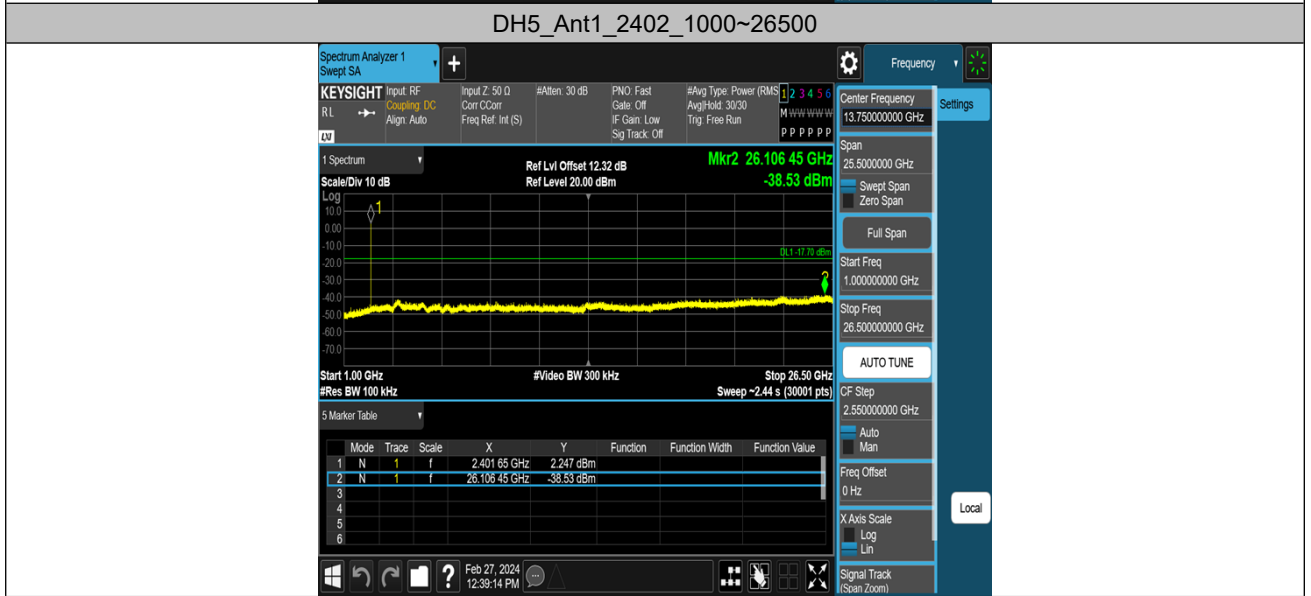 DH5_Ant1_2402_1000~26500
Spectrum Analyzer 1
Swept SA
+
Frequency
KEYSIGHT
RL
LXI
Input: RF
Coupling: DC
Align: Auto
Input Z: 50 Ω
Corr CCorr
Freq Ref: Int (S)
#Atten: 30 dB
PNO: Fast
Gate: Off
IF Gain: Low
Sig Track: Off
#Avg Type: Power (RMS
Avg|Hold: 30/30
Trig: Free Run
1 2 3 4 5 6
M W W W W W
P P P P P P
1 Spectrum
Scale/Div 10 dB
Ref Lvl Offset 12.32 dB
Ref Level 20.00 dBm
Mkr2 26.106 45 GHz
-38.53 dBm
Log
10.0
0.00
-10.0
-20.0
-30.0
-40.0
-50.0
-60.0
-70.0
1
DL1 -17.70 dBm
2
Start 1.00 GHz
#Res BW 100 kHz
#Video BW 300 kHz
Stop 26.50 GHz
Sweep ~2.44 s (30001 pts)
5 Marker Table
Mode Trace Scale X Y Function Function Width Function Value
1 N 1 f 2.401 65 GHz 2.247 dBm
2 N 1 f 26.106 45 GHz -38.53 dBm
3
4
5
6
Feb 27, 2024
12:39:14 PM
?
Center Frequency
13.750000000 GHz
Settings
Span
25.5000000 GHz
Swept Span
Zero Span
Full Span
Start Freq
1.000000000 GHz
Stop Freq
26.500000000 GHz
AUTO TUNE
CF Step
2.550000000 GHz
Auto
Man
Freq Offset
0 Hz
Local
X Axis Scale
Log
Lin
Signal Track
(Span Zoom)